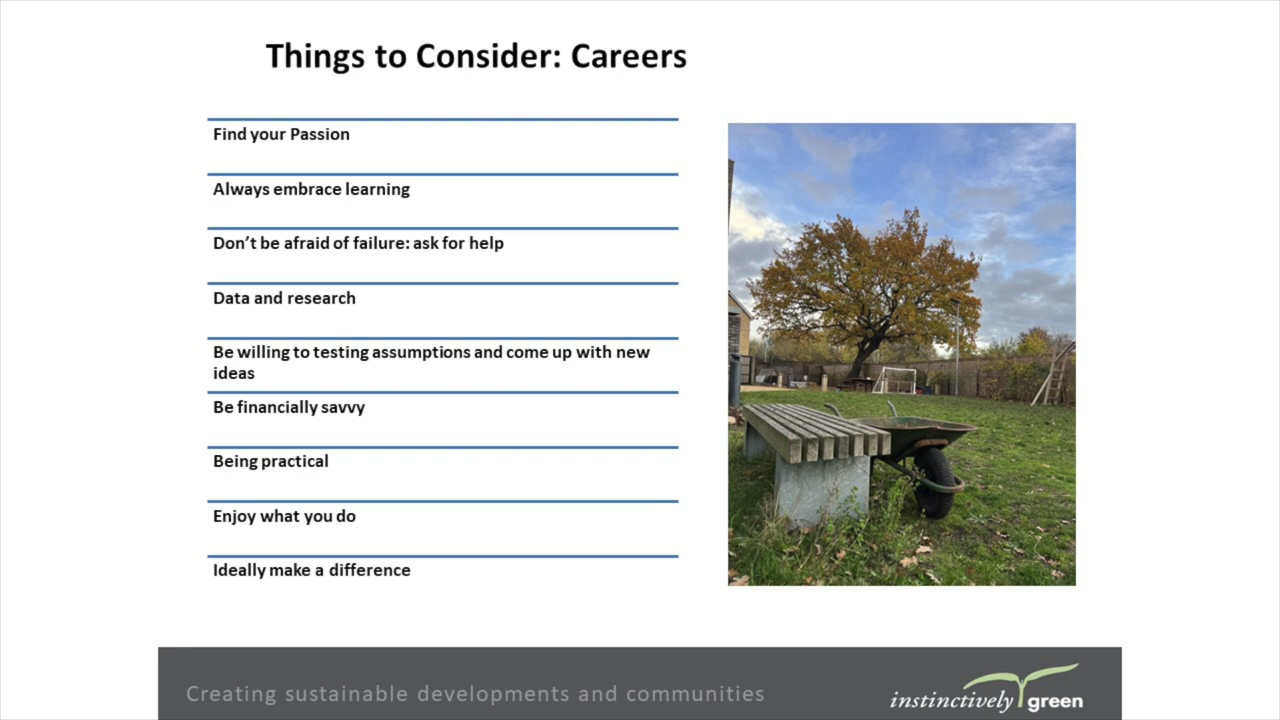 Things to Consider: Careers
Find your Passion
Always embrace learning
Don’t be afraid of failure: ask for help
Data and research
Be willing to testing assumptions and come up with new
ideas
Be financially savvy
Being practical
Enjoy what you do
Ideally make a difference
Creating sustainable developments and communities
instinctively green